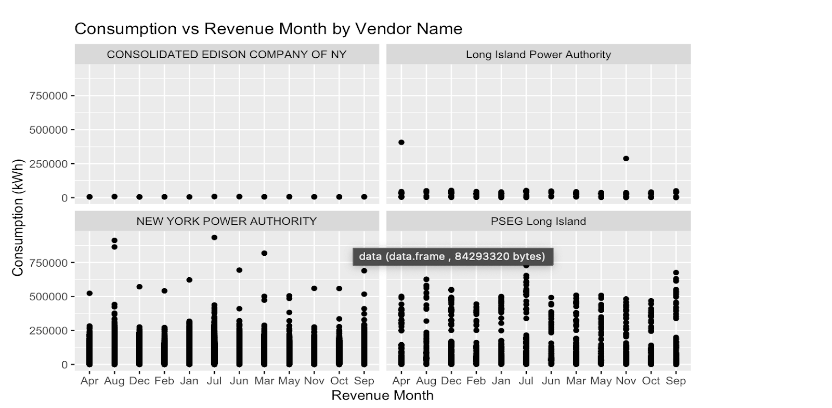 Consumption vs Revenue Month by Vendor Name
CONSOLIDATED EDISON COMPANY OF NY
Long Island Power Authority
750000
500000
250000
0
NEW YORK POWER AUTHORITY
PSEG Long Island
data (data.frame , 84293320 bytes)
750000
500000
250000
0
Consumption (kWh)
Apr Aug Dec Feb Jan Jul Jun Mar May Nov Oct Sep
Apr Aug Dec Feb Jan Jul Jun Mar May Nov Oct Sep
Revenue Month